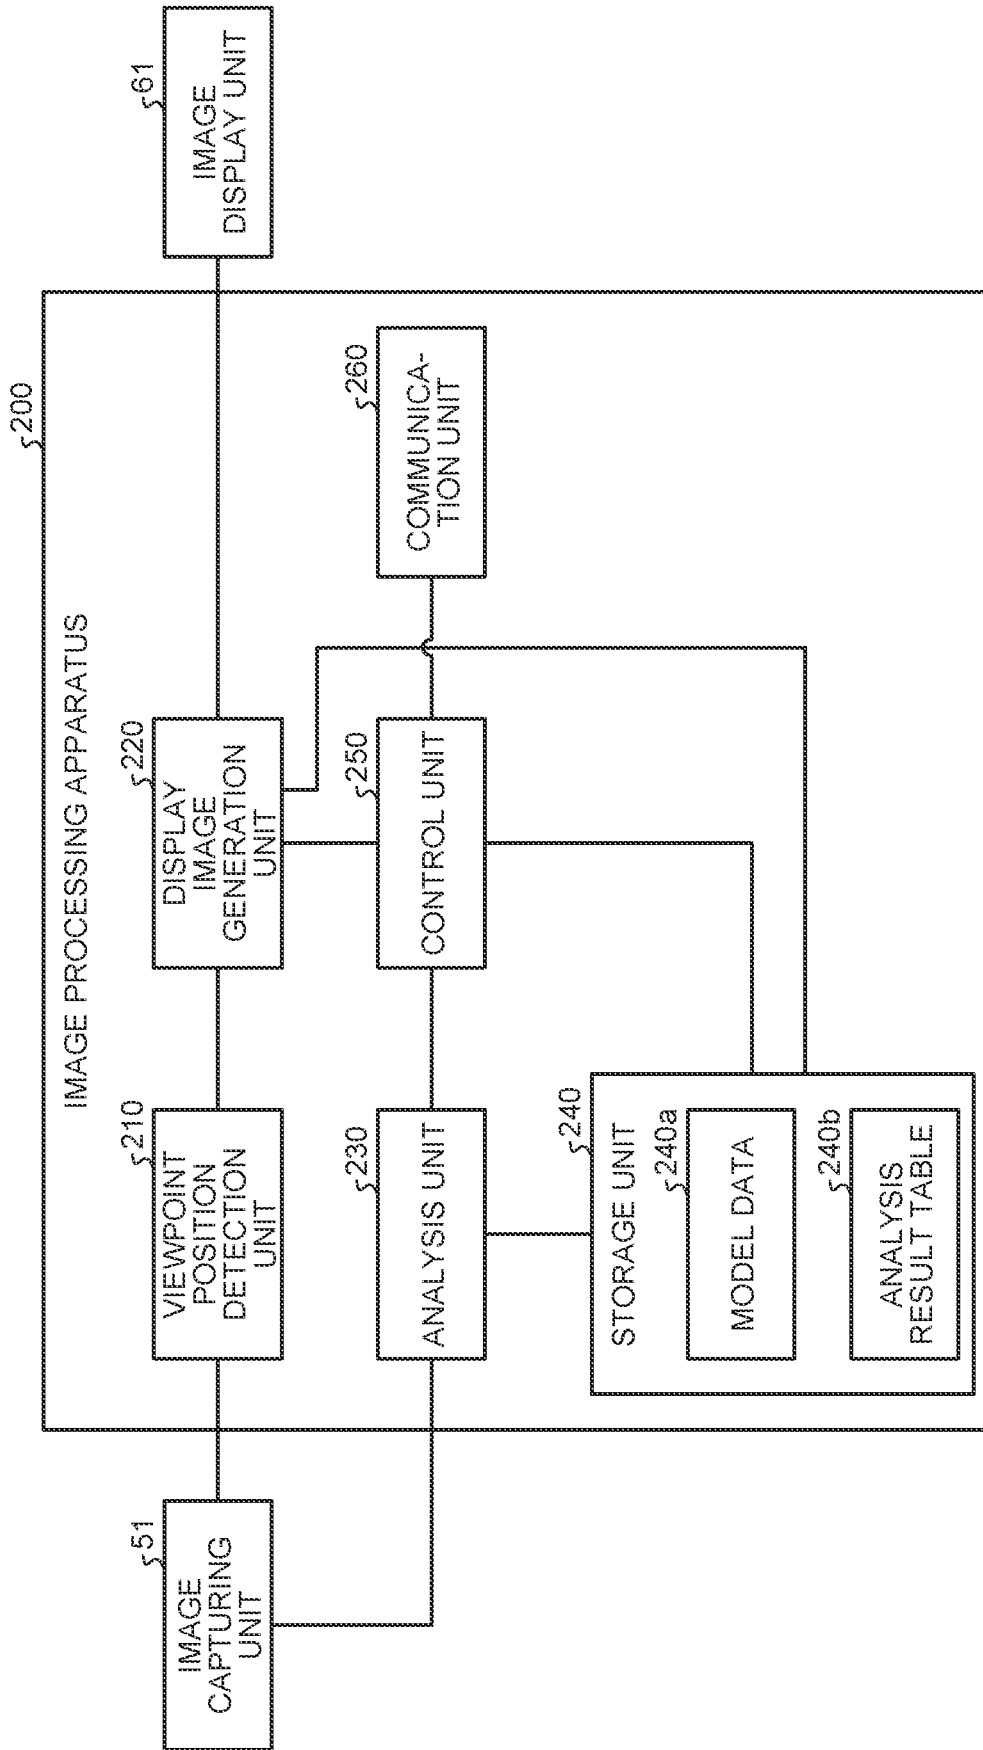 200
IMAGE PROCESSING APPARATUS
51
IMAGE
CAPTURING
UNIT
210
VIEWPOINT
POSITION
DETECTION
UNIT
220
DISPLAY
IMAGE
GENERATION
UNIT
61
IMAGE
DISPLAY UNIT
230
ANALYSIS UNIT
250
CONTROL UNIT
260
COMMUNICA-
TION UNIT
240
STORAGE UNIT
240a
MODEL DATA
240b
ANALYSIS
RESULT TABLE